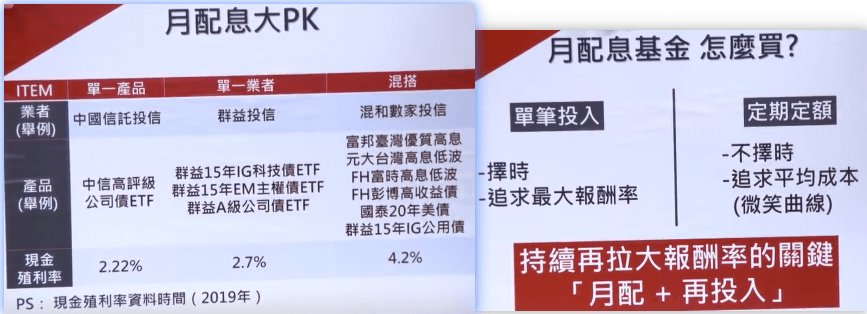 月配息大PK
ITEM 單一產品 單一業者 混搭
業者
(舉例)
中國信託投信
群益投信
混和數家投信
產品
(舉例)
中信高評級
公司債ETF
群益15年IG科技債ETF
群益15年EM主權債ETF
群益A級公司債ETF
富邦臺灣優質高息
元大台灣高息低波
FH富時高息低波
FH彭博高收益債
國泰20年美債
群益15年IG公用債
現金
殖利率
2.22%
2.7%
4.2%
PS： 現金殖利率資料時間（2019年）
月配息基金 怎麼買?
單筆投入
-擇時
-追求最大報酬率
定期定額
-不擇時
-追求平均成本
(微笑曲線)
持續再拉大報酬率的關鍵
「月配 + 再投入」